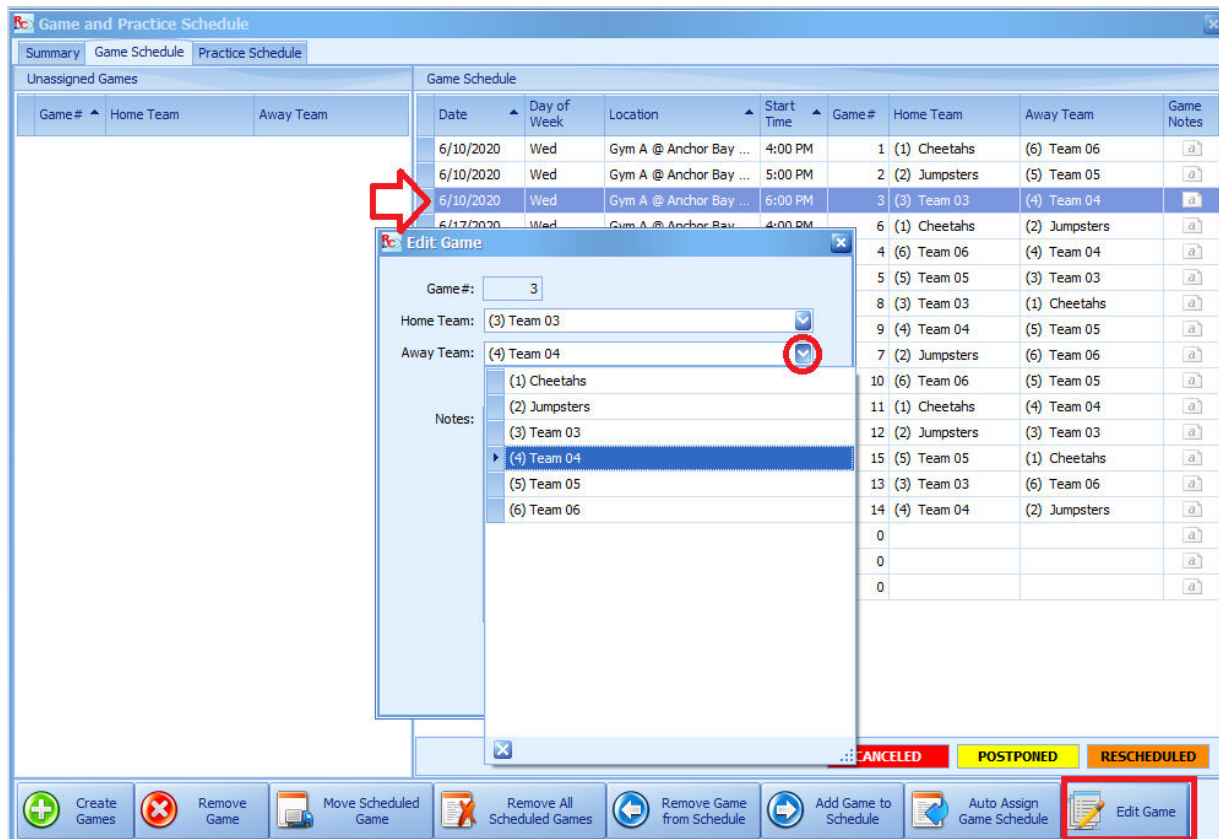 Game and Practice Schedule
Summary Game Schedule Practice Schedule
Unassigned Games
Game# Home Team Away Team
Game Schedule
Date Day of Week Location Start Time Game# Home Team Away Team Game Notes
6/10/2020 Wed Gym A @ Anchor Bay ... 4:00 PM 1 (1) Cheetahs (6) Team 06
6/10/2020 Wed Gym A @ Anchor Bay ... 5:00 PM 2 (2) Jumpsters (5) Team 05
6/10/2020 Wed Gym A @ Anchor Bay ... 6:00 PM 3 (3) Team 03 (4) Team 04
6/17/2020 Wed Gym A @ Anchor Bay 4:00 PM 6 (1) Cheetahs (2) Jumpsters
4 (6) Team 06 (4) Team 04
5 (5) Team 05 (3) Team 03
8 (3) Team 03 (1) Cheetahs
9 (4) Team 04 (5) Team 05
7 (2) Jumpsters (6) Team 06
10 (6) Team 06 (5) Team 05
11 (1) Cheetahs (4) Team 04
12 (2) Jumpsters (3) Team 03
15 (5) Team 05 (1) Cheetahs
13 (3) Team 03 (6) Team 06
14 (4) Team 04 (2) Jumpsters
0
0
0
Edit Game
Game#: 3
Home Team: (3) Team 03
Away Team: (4) Team 04
(1) Cheetahs
(2) Jumpsters
Notes:
(3) Team 03
(4) Team 04
(5) Team 05
(6) Team 06
CANCELED POSTPONED RESCHEDULED
Create Games
Remove Game
Move Scheduled Game
Remove All Scheduled Games
Remove Game from Schedule
Add Game to Schedule
Auto Assign Game Schedule
Edit Game